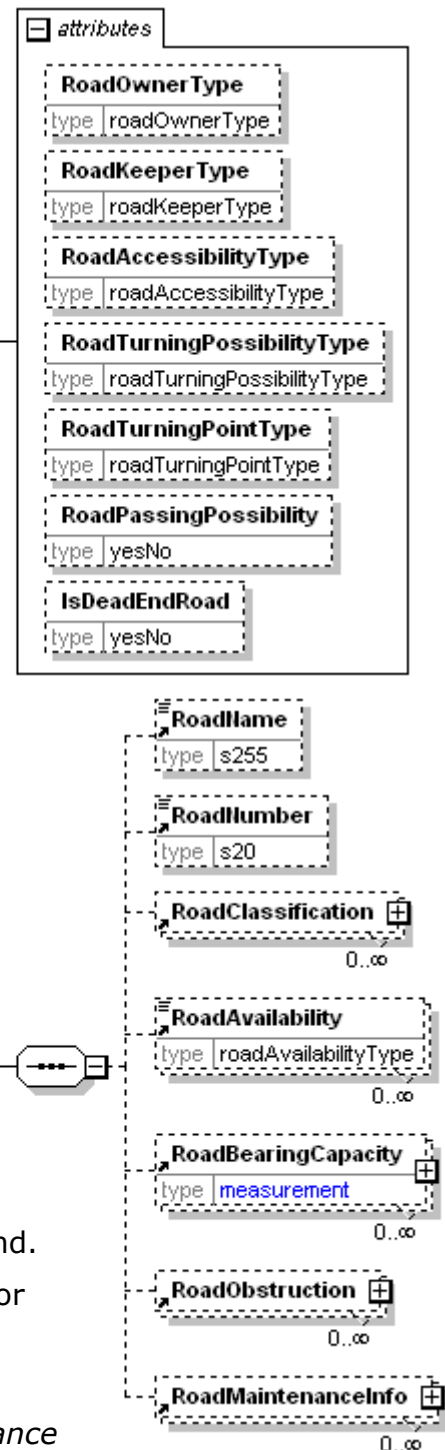 attributes
RoadOwnerType
type roadOwnerType
RoadKeeperType
type roadKeeperType
RoadAccessibilityType
type roadAccessibilityType
RoadTurningPossibilityType
type roadTurningPossibilityType
RoadTurningPointType
type roadTurningPointType
RoadPassingPossibility
type yesNo
IsDeadEndRoad
type yesNo
RoadName
type s255
RoadNumber
type s20
RoadClassification
0..∞
RoadAvailability
type roadAvailabilityType
0..∞
RoadBearingCapacity
type measurement
0..∞
nd.
RoadObstruction
or
0..∞
RoadMaintenanceInfo
ance
0..∞